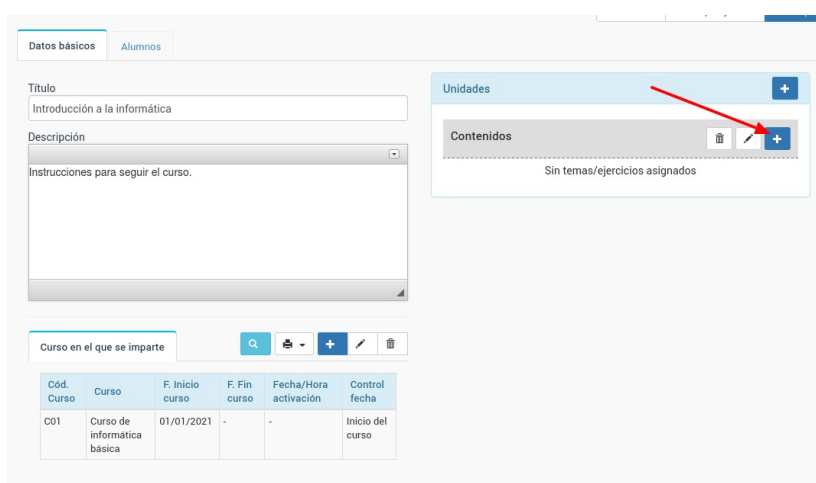 Datos básicos
Alumnos
Título
Introducción a la informática
Descripción
Instrucciones para seguir el curso.
Unidades
Contenidos
Sin temas/ejercicios asignados
Curso en el que se imparte
Cód. Curso
Curso
F. Inicio curso
F. Fin curso
Fecha/Hora activación
Control fecha
C01
Curso de informática básica
01/01/2021
-
-
Inicio del curso